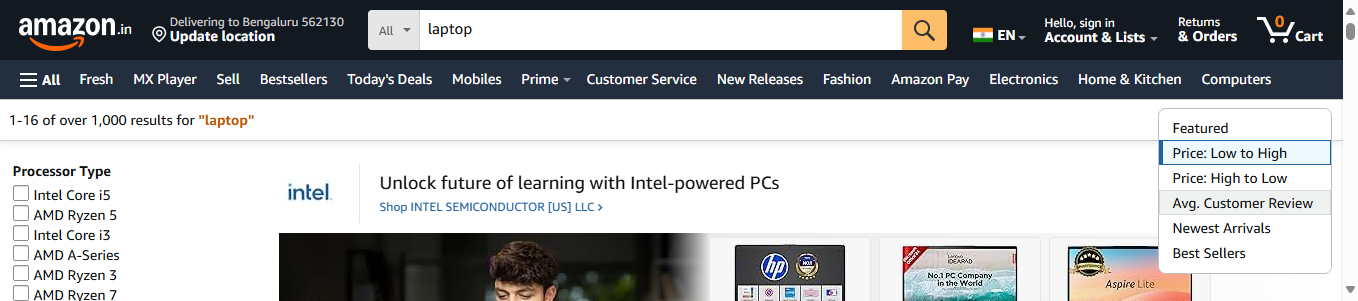 amazon.in
Delivering to Bengaluru 562130
Update location
All
laptop
EN
Hello, sign in
Account & Lists
Returns
& Orders
0
Cart
All
Fresh
MX Player
Sell
Bestsellers
Today's Deals
Mobiles
Prime
Customer Service
New Releases
Fashion
Amazon Pay
Electronics
Home & Kitchen
Computers
1-16 of over 1,000 results for "laptop"
Featured
Price: Low to High
Price: High to Low
Avg. Customer Review
Newest Arrivals
Best Sellers
Processor Type
Intel Core i5
AMD Ryzen 5
Intel Core i3
AMD A-Series
AMD Ryzen 3
AMD Ryzen 7
intel
Unlock future of learning with Intel-powered PCs
Shop INTEL SEMICONDUCTOR [US] LLC ›
hp
Lenovo
IDEAPAD
No.1 PC Company
in the World
Aspire Lite